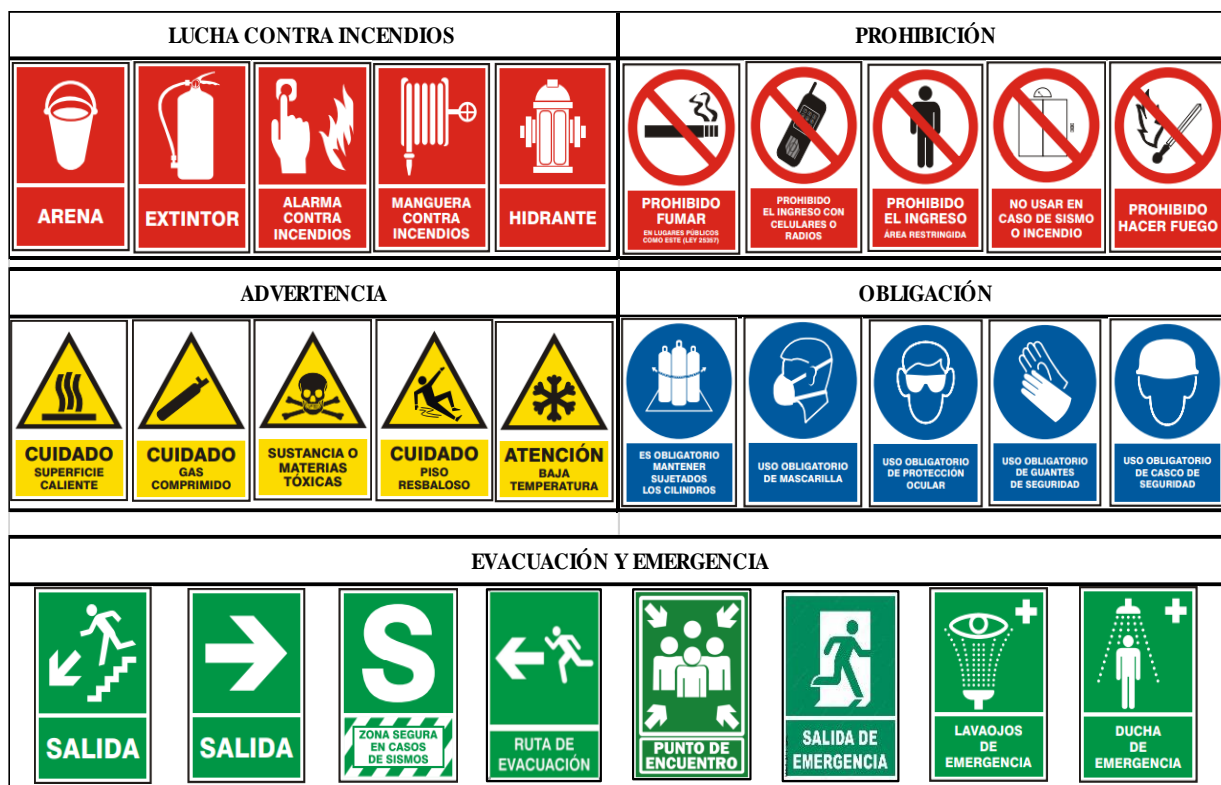 LUCHA CONTRA INCENDIOS
PROHIBICIÓN
ARENA
EXTINTOR
ALARMA
CONTRA
INCENDIOS
MANGUERA
CONTRA
INCENDIOS
HIDRANTE
PROHIBIDO
FUMAR
EN LUGARES PÚBLICOS
COMO ESTE (LEY 25357)
PROHIBIDO
EL INGRESO CON
CELULARES O
RADIOS
PROHIBIDO
EL INGRESO
ÁREA RESTRINGIDA
NO USAR EN
CASO DE SISMO
O INCENDIO
PROHIBIDO
HACER FUEGO
ADVERTENCIA
OBLIGACIÓN
CUIDADO
SUPERFICIE
CALIENTE
CUIDADO
GAS
COMPRIMIDO
SUSTANCIA O
MATERIAS
TÓXICAS
CUIDADO
PISO
RESBALOSO
ATENCIÓN
BAJA
TEMPERATURA
ES OBLIGATORIO
MANTENER
SUJETADOS
LOS CILINDROS
USO OBLIGATORIO
DE MASCARILLA
USO OBLIGATORIO
DE PROTECCIÓN
OCULAR
USO OBLIGATORIO
DE GUANTES
DE SEGURIDAD
USO OBLIGATORIO
DE CASCO DE
SEGURIDAD
EVACUACIÓN Y EMERGENCIA
SALIDA
SALIDA
S
ZONA SEGURA
EN CASOS
DE SISMOS
RUTA DE
EVACUACIÓN
PUNTO DE
ENCUENTRO
SALIDA DE
EMERGENCIA
LAVAOJOS
DE
EMERGENCIA
DUCHA
DE
EMERGENCIA